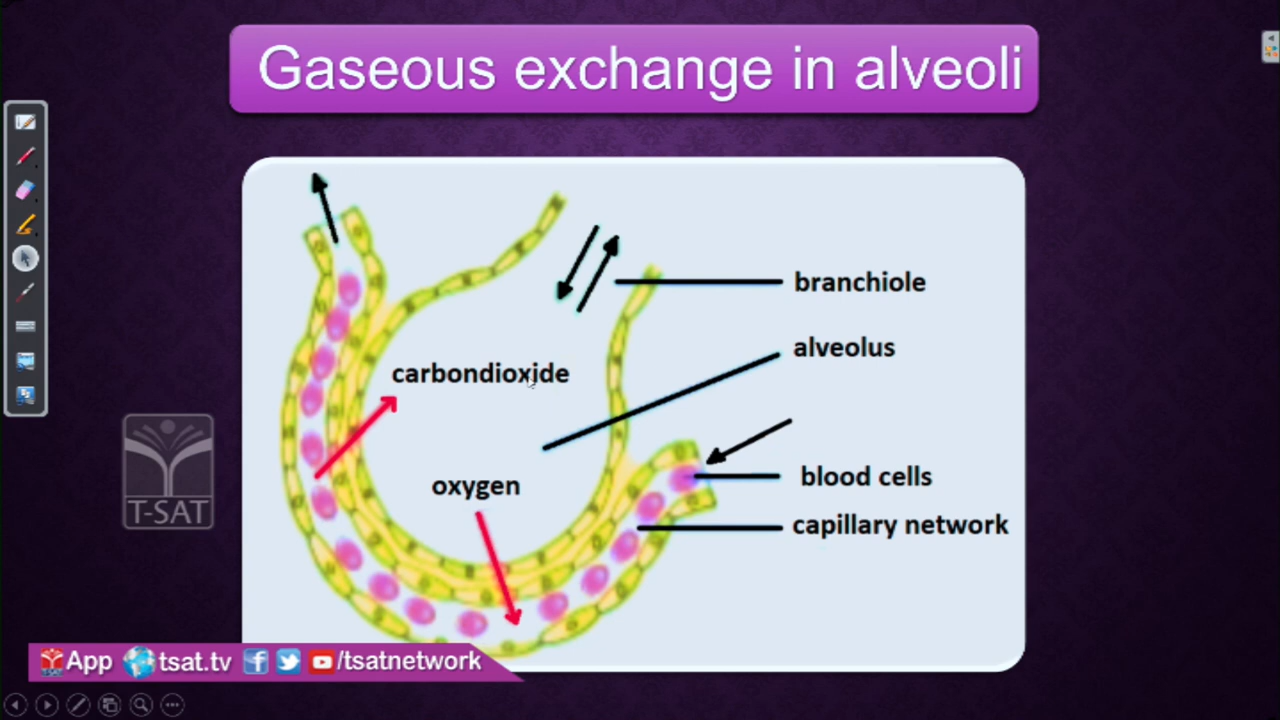 Gaseous exchange in alveoli
branchiole
alveolus
carbondioxide
blood cells
oxygen
capillary network
T-SAT
App tsat.tv /tsatnetwork